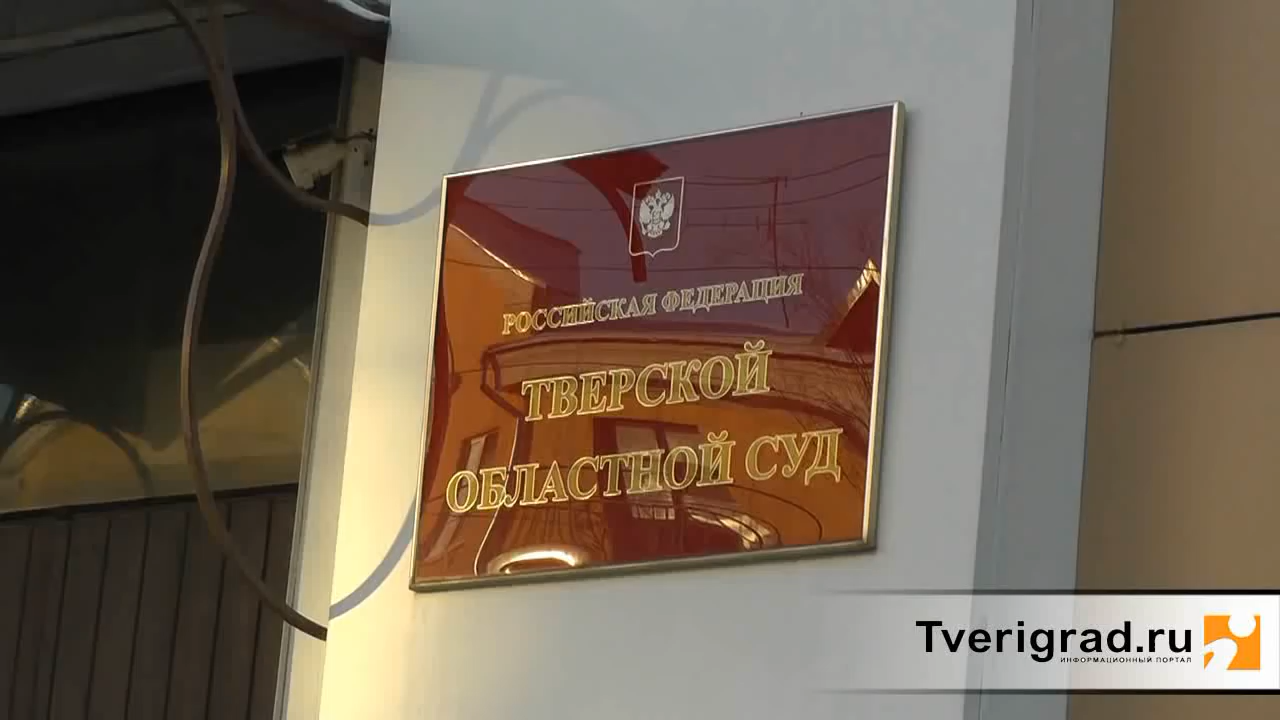 РОССИЙСКАЯ ФЕДЕРАЦИЯ
ТВЕРСКОЙ
ОБЛАСТНОЙ СУД
Tverigrad.ru
ИНФОРМАЦИОННЫЙ ПОРТАЛ